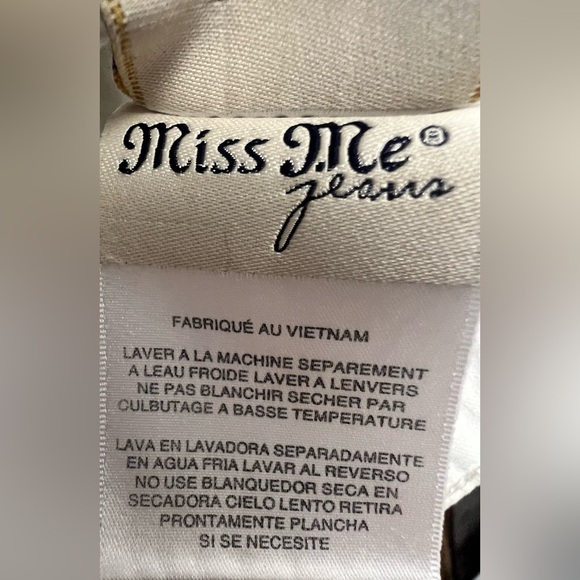 Miss Me®
jeans
FABRIQUÉ AU VIETNAM
LAVER A LA MACHINE SEPAREMENT
A LEAU FROIDE LAVER A LENVERS
NE PAS BLANCHIR SECHER PAR
CULBUTAGE A BASSE TEMPERATURE
LAVA EN LAVADORA SEPARADAMENTE
EN AGUA FRIA LAVAR AL REVERSO
NO USE BLANQUEDOR SECA EN
SECADORA CIELO LENTO RETIRA
PRONTAMENTE PLANCHA
SI SE NECESITE